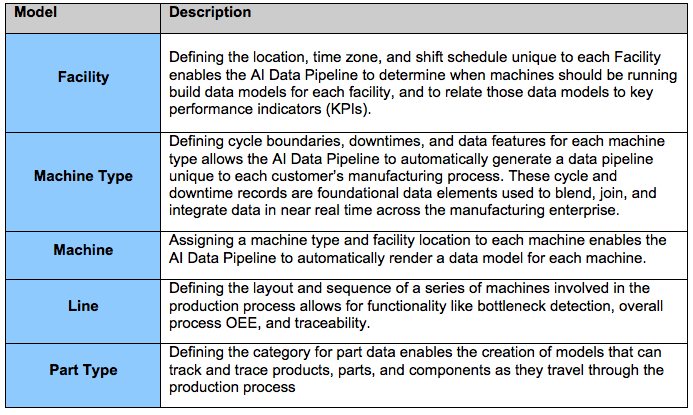 Model Description
Facility
Defining the location, time zone, and shift schedule unique to each Facility
enables the AI Data Pipeline to determine when machines should be running
build data models for each facility, and to relate those data models to key
performance indicators (KPIs).
Machine Type
Defining cycle boundaries, downtimes, and data features for each machine
type allows the AI Data Pipeline to automatically generate a data pipeline
unique to each customer's manufacturing process. These cycle and
downtime records are foundational data elements used to blend, join, and
integrate data in near real time across the manufacturing enterprise.
Machine
Assigning a machine type and facility location to each machine enables the
AI Data Pipeline to automatically render a data model for each machine.
Line
Defining the layout and sequence of a series of machines involved in the
production process allows for functionality like bottleneck detection, overall
process OEE, and traceability.
Part Type
Defining the category for part data enables the creation of models that can
track and trace products, parts, and components as they travel through the
production process